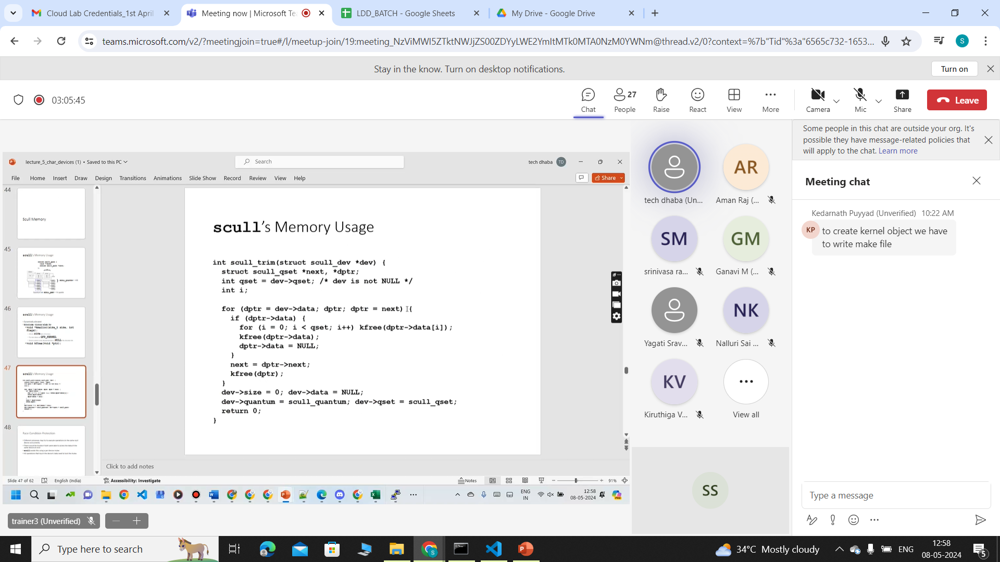 Cloud Lab Credentials_1st April
Meeting now | Microsoft Te
LDD_BATCH - Google Sheets
My Drive - Google Drive
teams.microsoft.com/v2/?meetingjoin=true#/l/meetup-join/19:meeting_NzViMWI5ZTktNWJjZS00ZDYyLWE2YmItMTk0MTA0NzM0YWNm@thread.v2/0?context=%7b"Tid"%3a"6565c732-1653...
S
Stay in the know. Turn on desktop notifications.
Turn on
03:05:45
Chat
27
People
Raise
React
View
More
Camera
Mic
Share
Leave
lecture_5_char_devices (1) • Saved to this PC
Search
tech dhaba
TD
File Home Insert Draw Design Transitions Animations Slide Show Record Review View Help
Share
44
Scull Memory
45
scull's Memory Usage
46
scull's Memory Usage
47
scull's Memory Usage
48
Race Condition Protection
scull's Memory Usage
int scull_trim(struct scull_dev *dev) {
struct scull_qset *next, *dptr;
int qset = dev->qset; /* dev is not NULL */
int i;
for (dptr = dev->data; dptr; dptr = next) {
if (dptr->data) {
for (i = 0; i < qset; i++) kfree(dptr->data[i]);
kfree(dptr->data);
dptr->data = NULL;
}
next = dptr->next;
kfree(dptr);
}
dev->size = 0; dev->data = NULL;
dev->quantum = scull_quantum; dev->qset = scull_qset;
return 0;
}
Click to add notes
Slide 47 of 62
English (India)
Accessibility: Investigate
Notes
91%
ENG
IN
12:58
08-05-2024
trainer3 (Unverified)
tech dhaba (Un...
AR
Aman Raj (...
SM
srinivasa ra...
GM
Ganavi M (...
Yagati Srav...
NK
Nalluri Sai ...
KV
Kiruthiga V...
View all
SS
Some people in this chat are outside your org. It's
possible they have message-related policies that
will apply to the chat. Learn more
Meeting chat
Kedarnath Puyyad (Unverified) 10:22 AM
KP
to create kernel object we have
to write make file
Type a message
Type here to search
34°C Mostly cloudy
ENG
12:58
08-05-2024
5